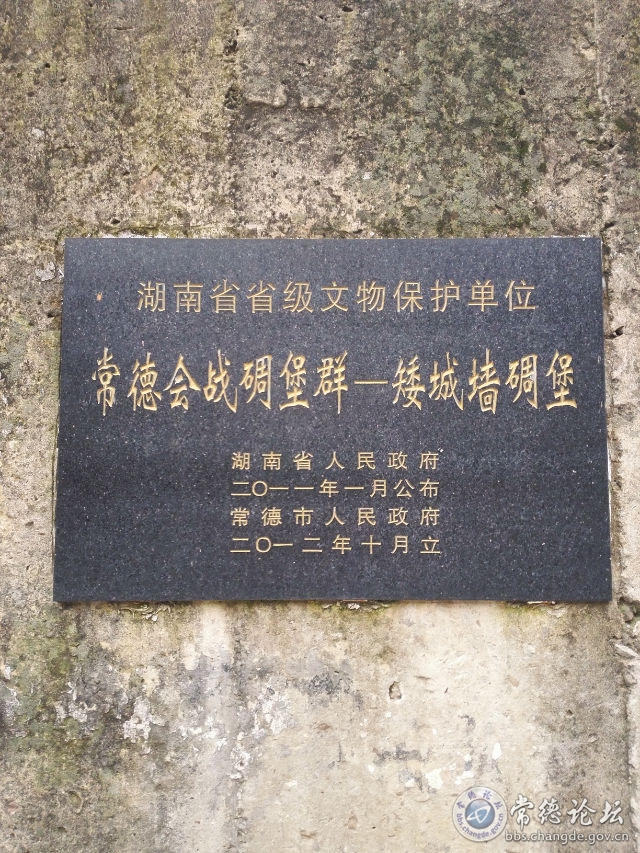 湖南省省级文物保护单位
常德会战碉堡群—矮城墙碉堡
湖南省人民政府
二〇一一年一月公布
常德市人民政府
二〇一二年十月立
常德论坛
bbs.changde.gov.cn